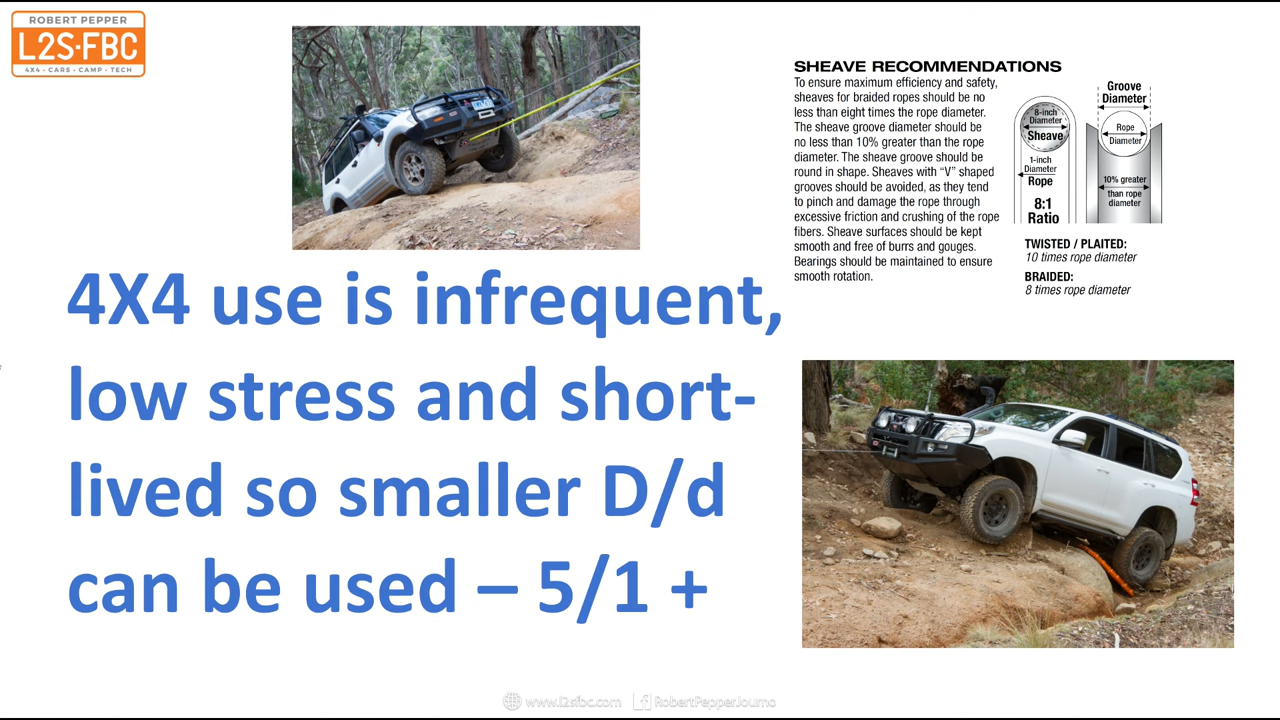 ROBERT PEPPER
L2S·FBC
4X4 - CARS - CAMP - TECH
4X4 use is infrequent,
low stress and short-
lived so smaller D/d
can be used – 5/1 +
SHEAVE RECOMMENDATIONS
To ensure maximum efficiency and safety,
sheaves for braided ropes should be no
less than eight times the rope diameter.
The sheave groove diameter should be
no less than 10% greater than the rope
diameter. The sheave groove should be
round in shape. Sheaves with “V” shaped
grooves should be avoided, as they tend
to pinch and damage the rope through
excessive friction and crushing of the rope
fibers. Sheave surfaces should be kept
smooth and free of burrs and gouges.
Bearings should be maintained to ensure
smooth rotation.
8-inch
Diameter
Sheave
1-inch
Diameter
Rope
8:1
Ratio
Groove
Diameter
Rope
Diameter
10% greater
than rope
diameter
TWISTED / PLAITED:
10 times rope diameter
BRAIDED:
8 times rope diameter
www.l2sfbc.com
RobertPepperJourno